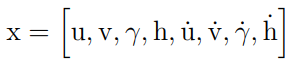 x = [u, v, γ, h, u̇, v̇, γ̇, ḣ]